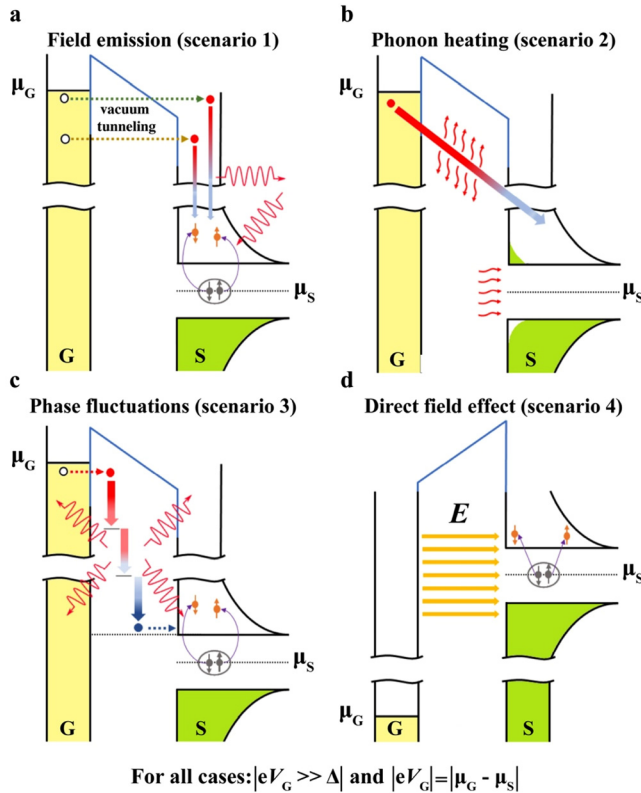 a
Field emission (scenario 1)
μG
vacuum
tunneling
μS
G
S
b
Phonon heating (scenario 2)
μG
μS
G
S
c
Phase fluctuations (scenario 3)
μG
μS
G
S
d
Direct field effect (scenario 4)
E
μS
μG
G
S
For all cases:|eVG >> Δ| and |eVG|=|μG - μS|